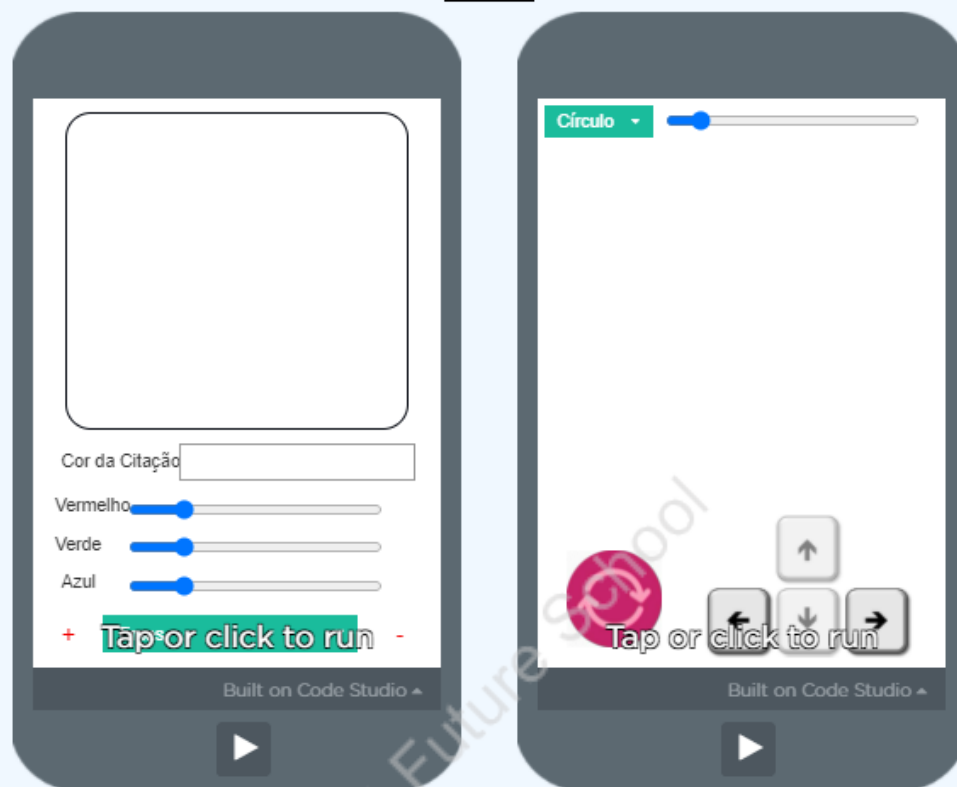 Cor da Citação
Vermelho
Verde
Azul
+
-
Tap or click to run
Built on Code Studio
Círculo
Tap or click to run
Built on Code Studio
Future School